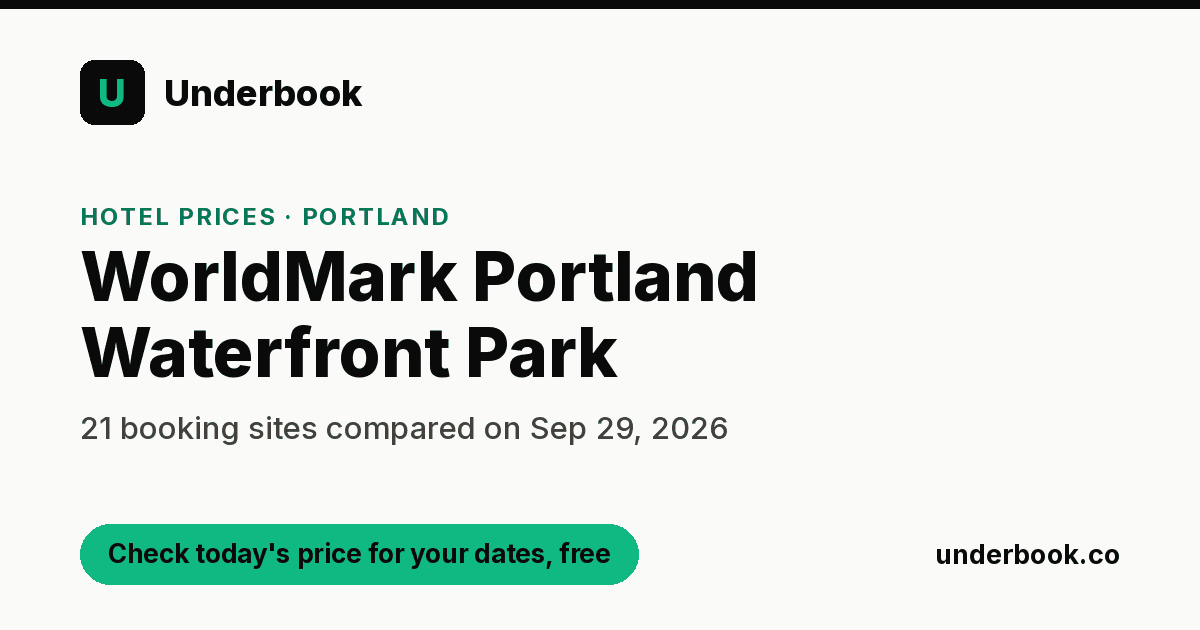 U
Underbook
HOTEL PRICES · PORTLAND
WorldMark Portland
Waterfront Park
21 booking sites compared on Sep 29, 2026
Check today's price for your dates, free
underbook.co